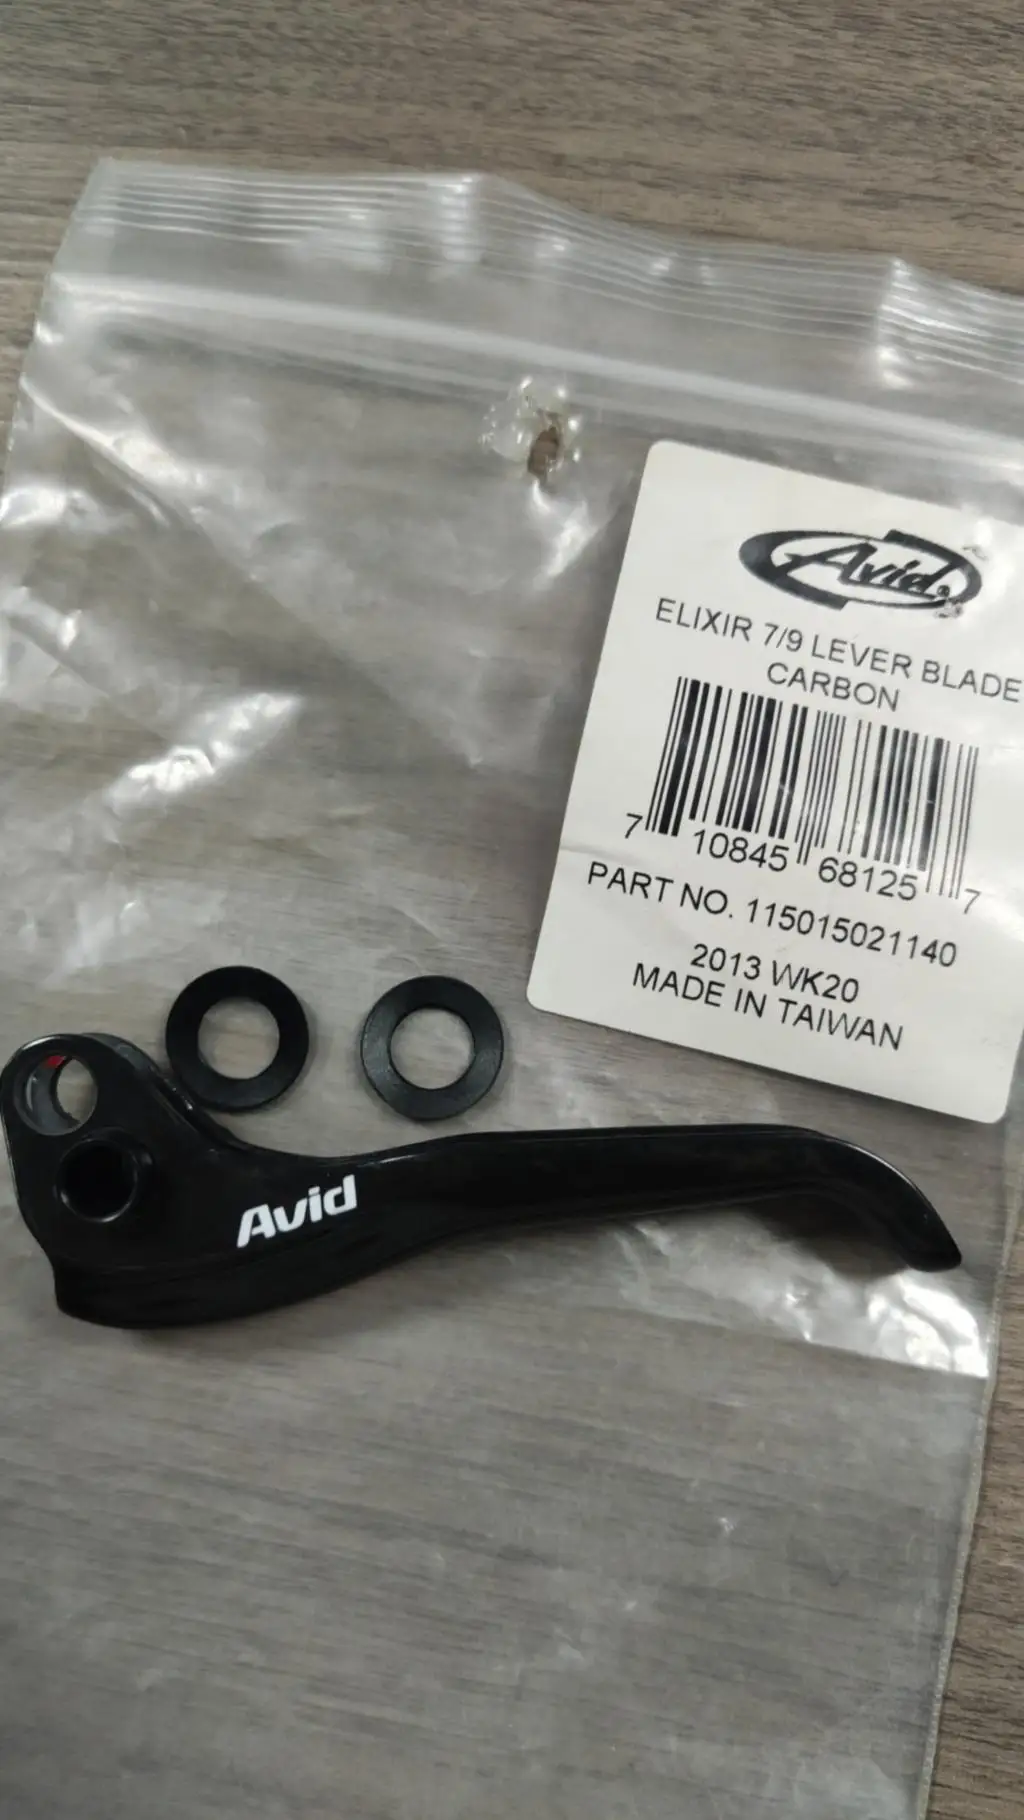 Avid
ELIXIR 7/9 LEVER BLADE
CARBON
7 10845 68125 7
PART NO. 115015021140
2013 WK20
MADE IN TAIWAN
Avid